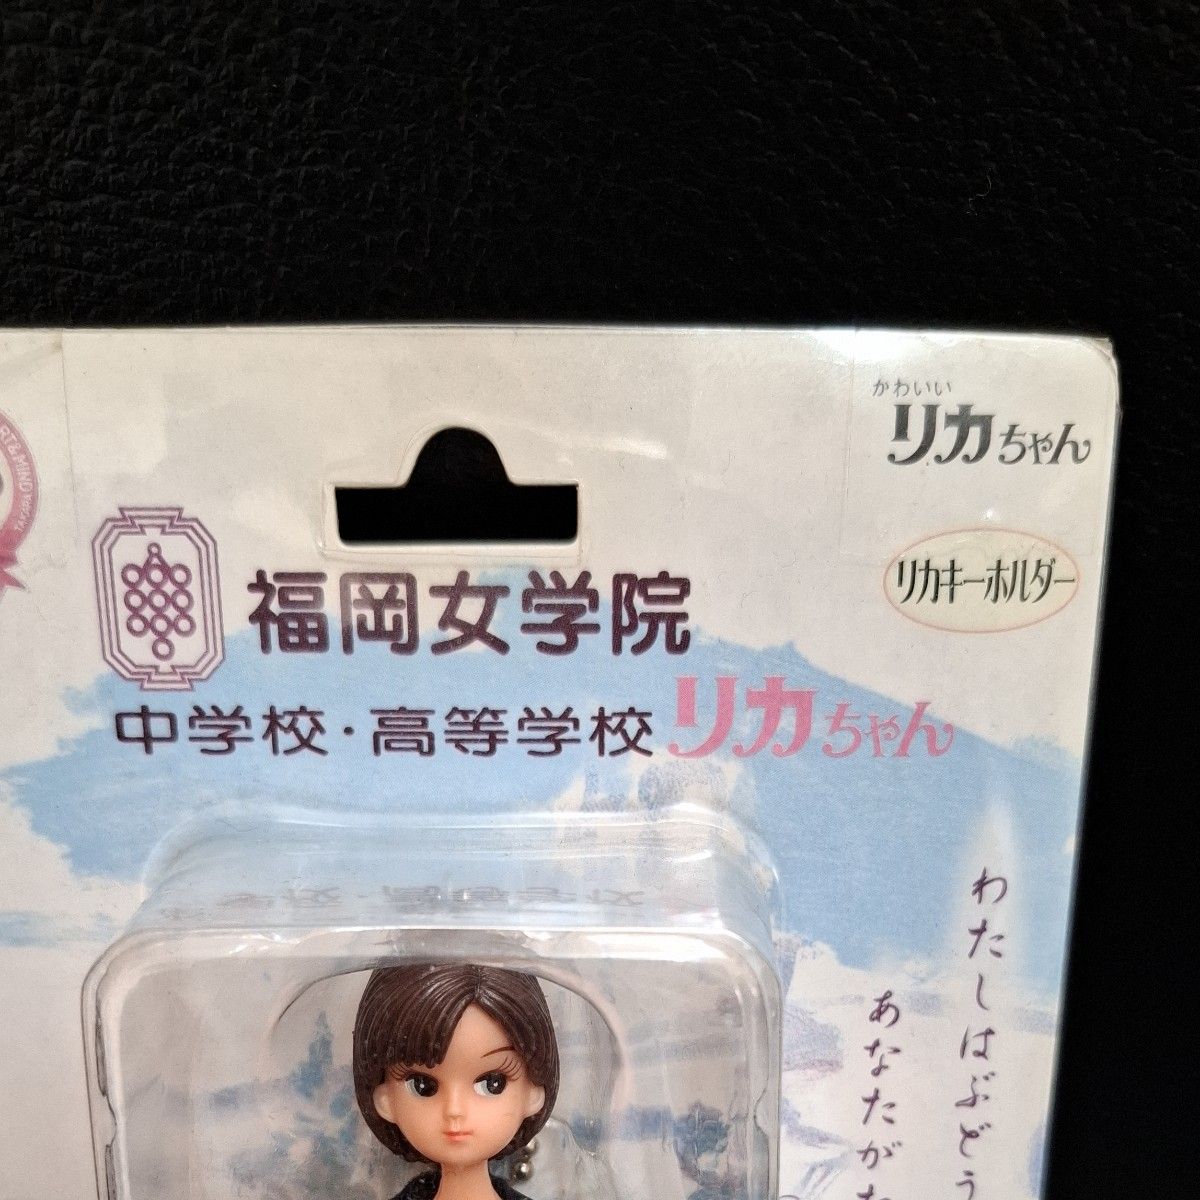 かわいい
リカちゃん
リカキーホルダー
福岡女学院
中学校・高等学校リカちゃん
わたしはぶどう
あなたがた